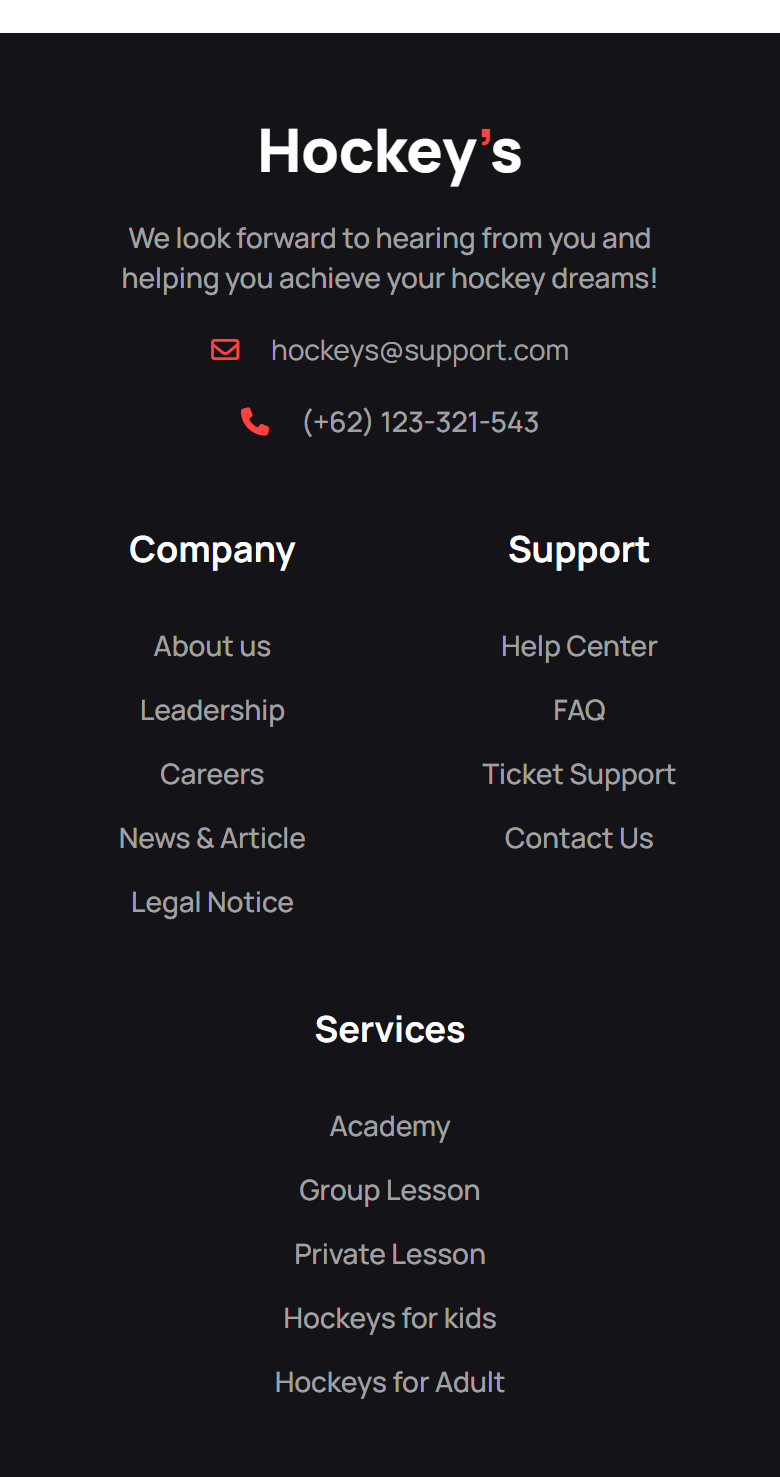 Hockey’s
We look forward to hearing from you and
helping you achieve your hockey dreams!
hockeys@support.com
(+62) 123-321-543
Company
About us
Leadership
Careers
News & Article
Legal Notice
Support
Help Center
FAQ
Ticket Support
Contact Us
Services
Academy
Group Lesson
Private Lesson
Hockeys for kids
Hockeys for Adult